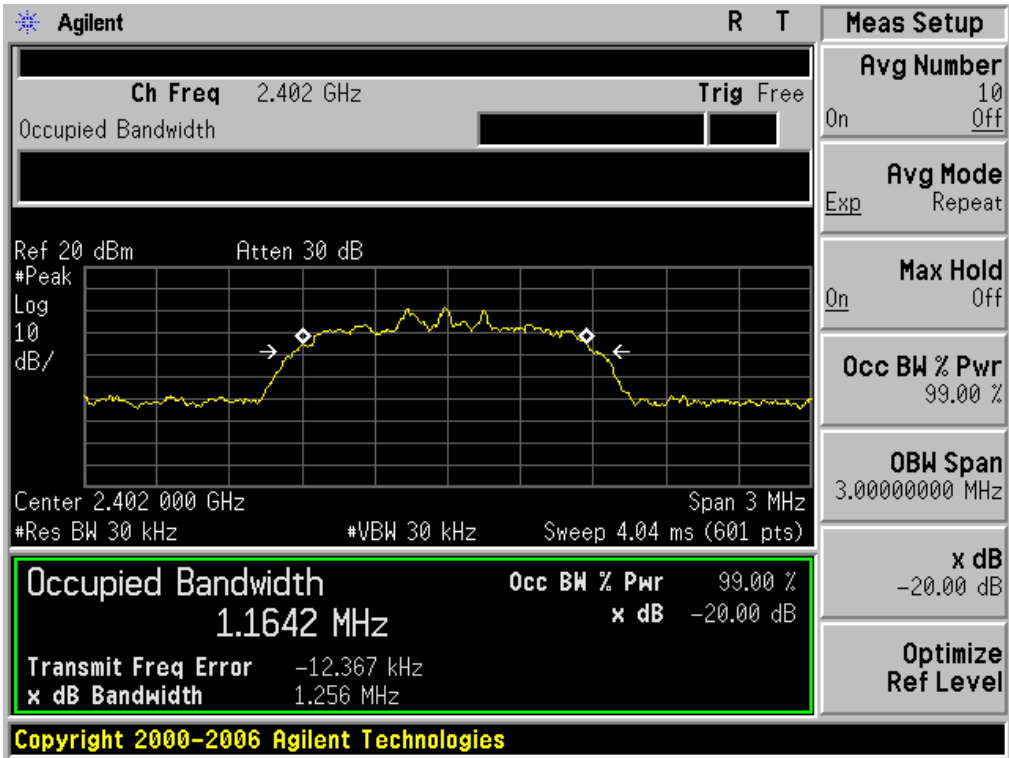 Agilent R T
Ch Freq 2.402 GHz Trig Free
Occupied Bandwidth
Ref 20 dBm Atten 30 dB
#Peak
Log
10
dB/
Center 2.402 000 GHz Span 3 MHz
#Res BW 30 kHz #VBW 30 kHz Sweep 4.04 ms (601 pts)
Occupied Bandwidth Occ BW % Pwr 99.00 %
1.1642 MHz x dB -20.00 dB
Transmit Freq Error -12.367 kHz
x dB Bandwidth 1.256 MHz
Copyright 2000-2006 Agilent Technologies
Meas Setup
Avg Number
10
On Off
Avg Mode
Exp Repeat
Max Hold
On Off
Occ BW % Pwr
99.00 %
OBW Span
3.00000000 MHz
x dB
-20.00 dB
Optimize
Ref Level